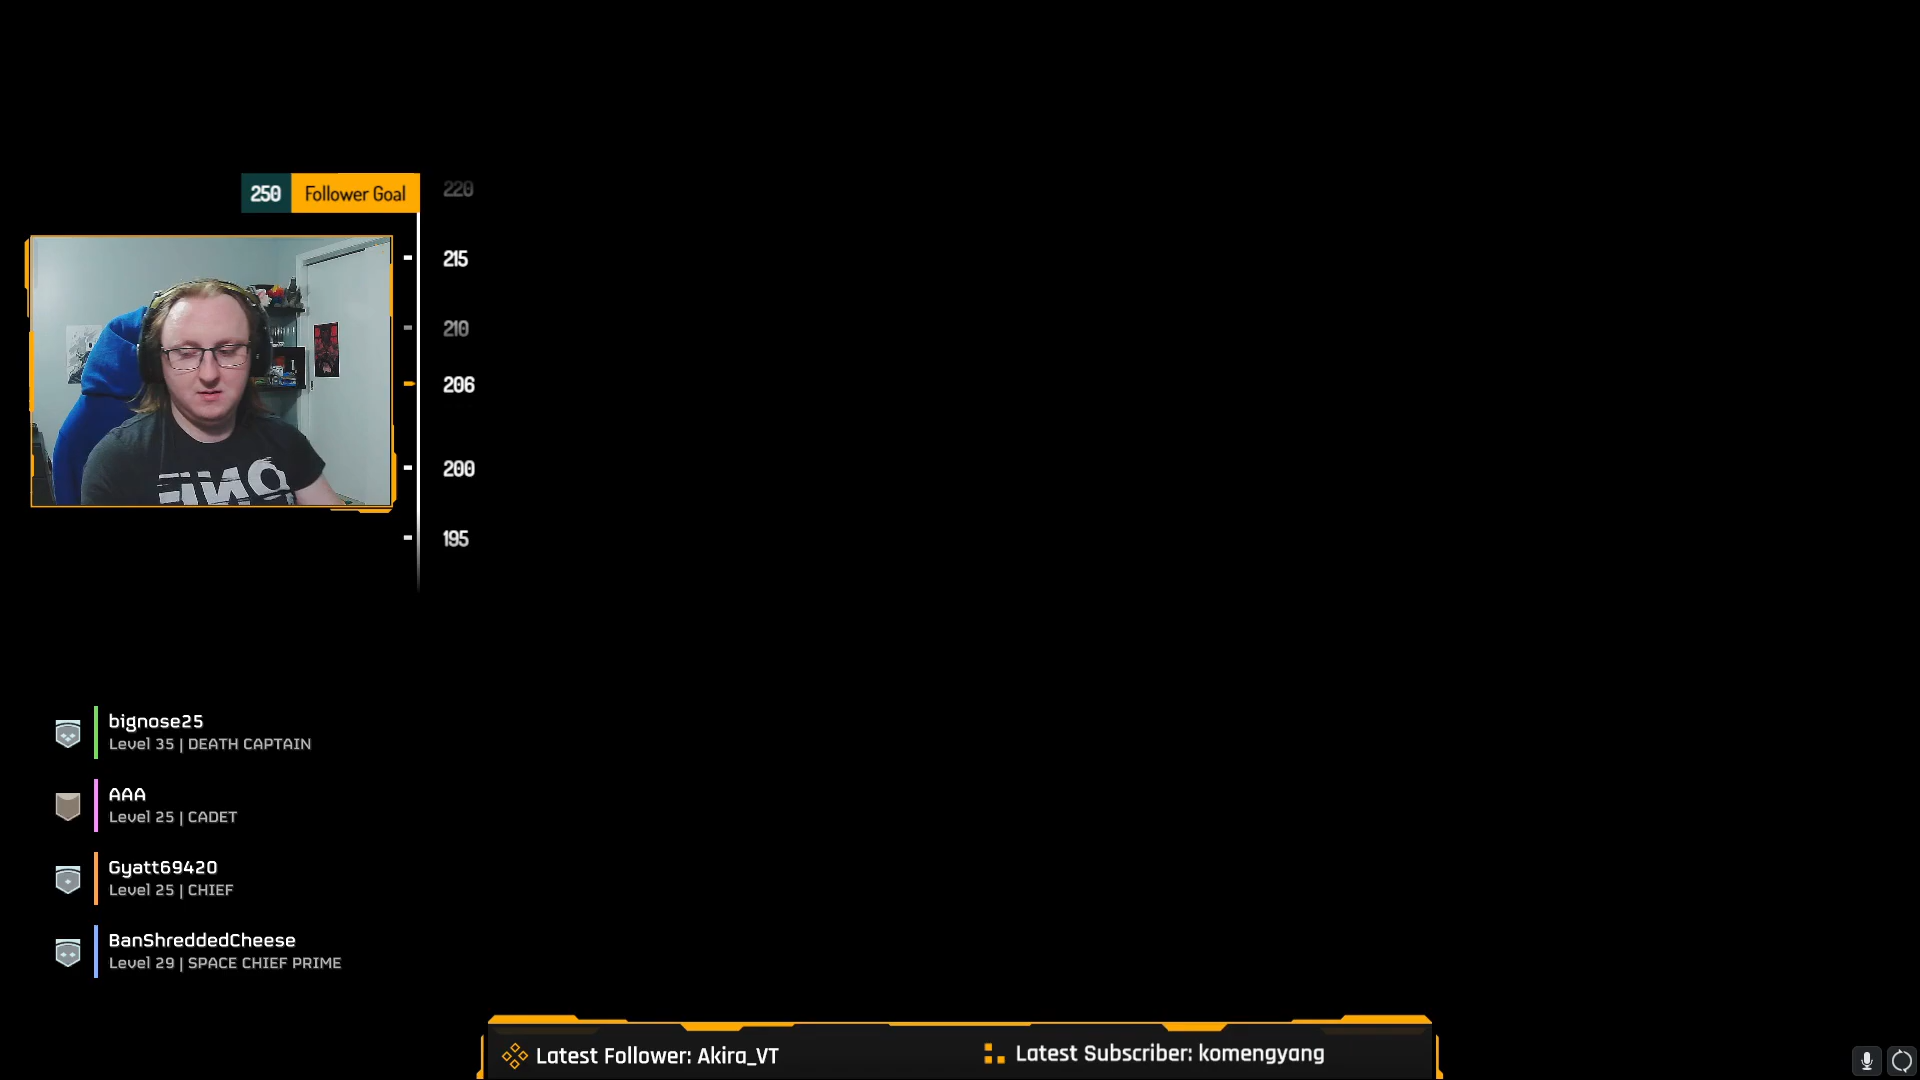 250 Follower Goal
220
215
210
206
200
195
bignose25
Level 35 | DEATH CAPTAIN
AAA
Level 25 | CADET
Gyatt69420
Level 25 | CHIEF
BanShreddedCheese
Level 29 | SPACE CHIEF PRIME
Latest Follower: Akira_VT
Latest Subscriber: komengyang